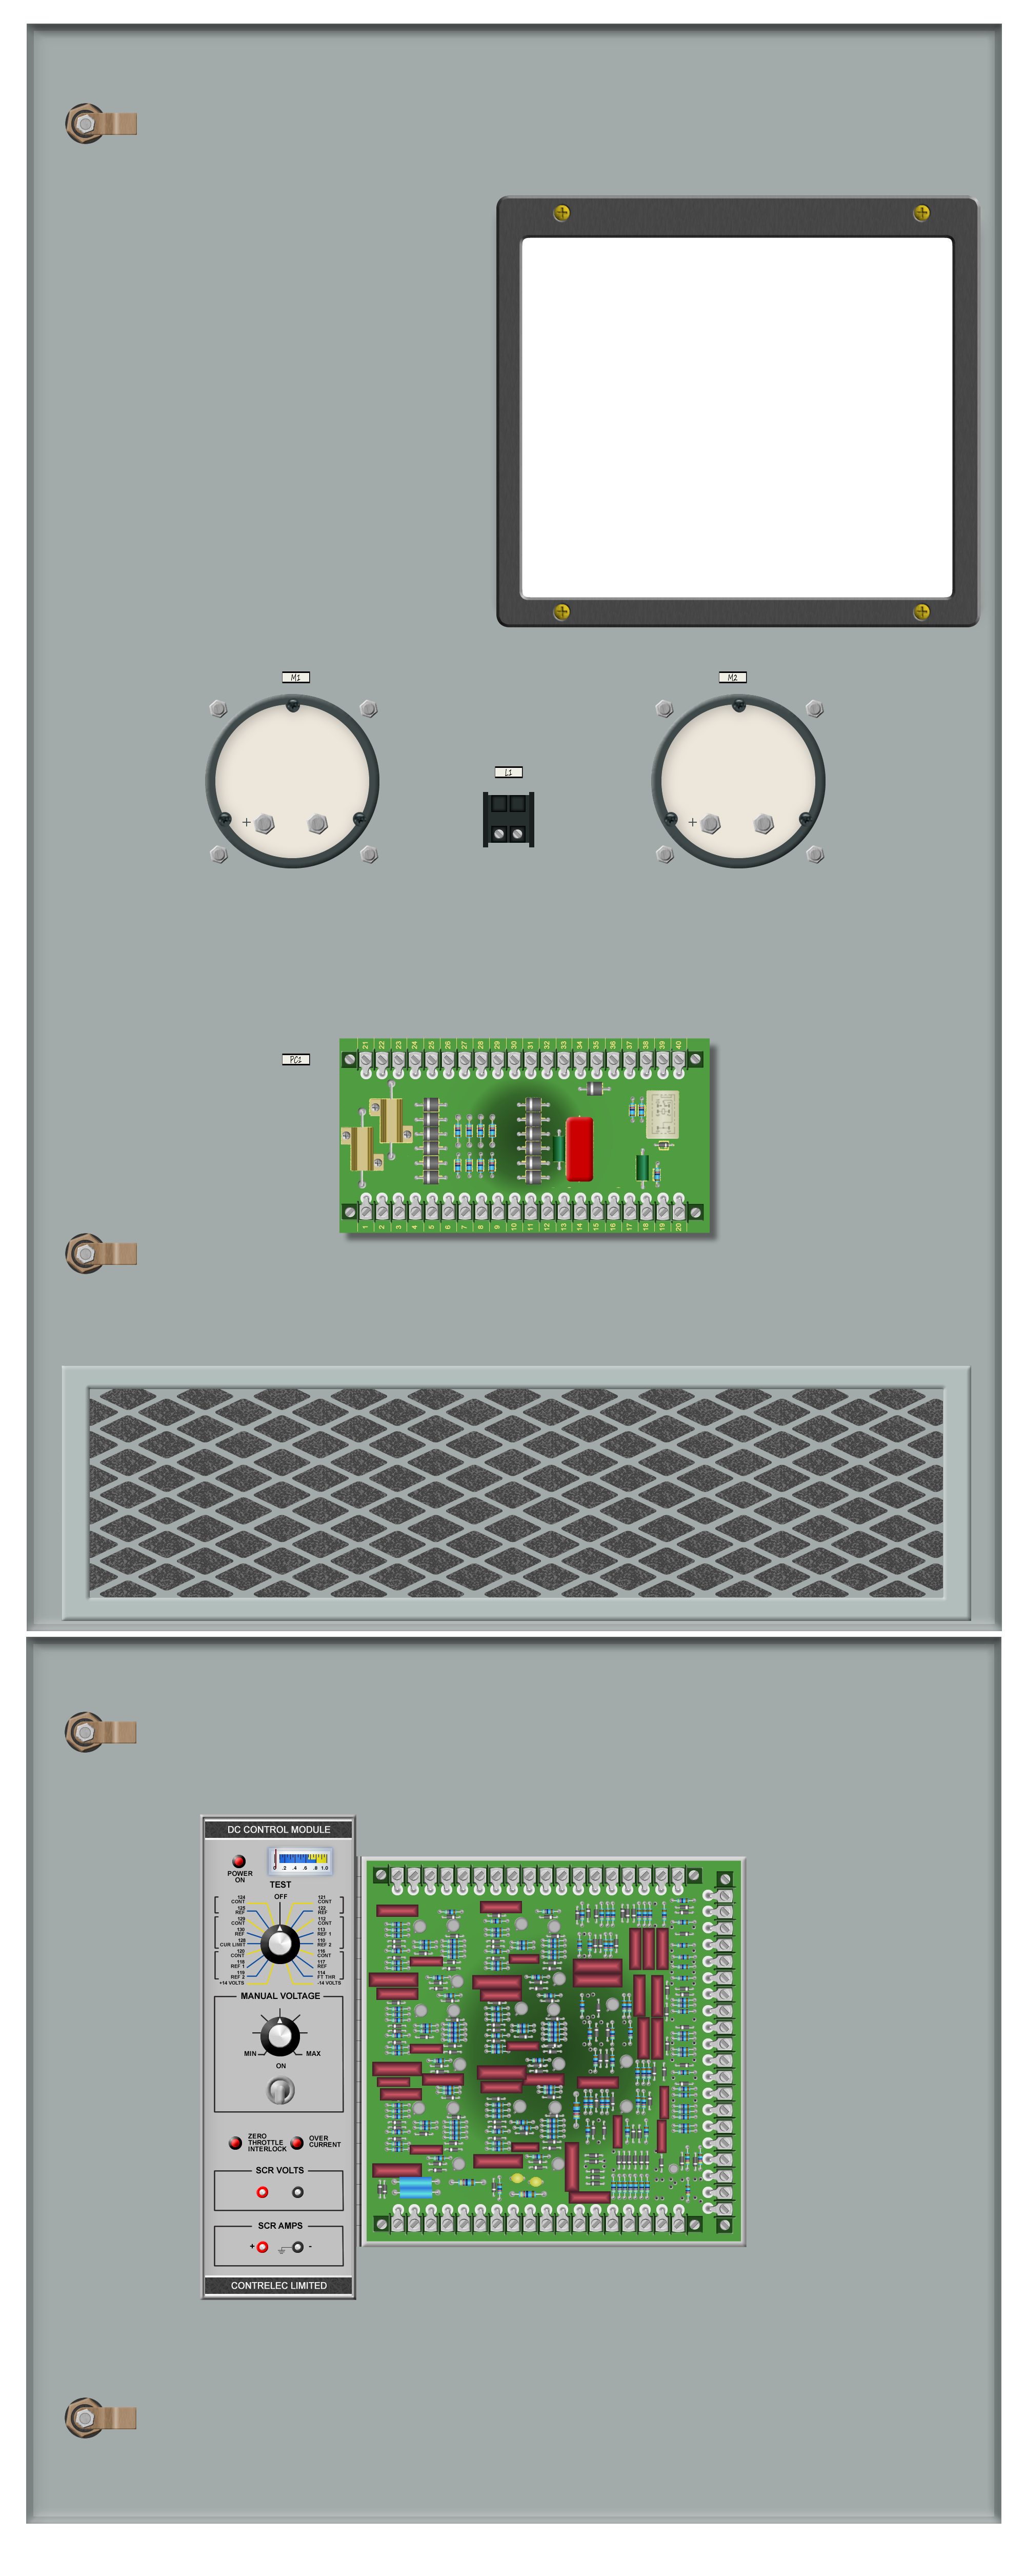 M1
M2
L1
+
+
PC1
21 22 23 24 25 26 27 28 29 30 31 32 33 34 35 36 37 38 39 40
1 2 3 4 5 6 7 8 9 10 11 12 13 14 15 16 17 18 19 20
DC CONTROL MODULE
0 .2 .4 .6 .8 1.0
POWER
ON
TEST
OFF
124
CONT
125
REF
129
CONT
130
REF
128
CUR LIMIT
120
CONT
118
REF 1
119
REF 2
+14 VOLTS
121
CONT
122
REF
112
CONT
113
REF 1
110
REF 2
116
CONT
117
REF
114
FT THR
-14 VOLTS
MANUAL VOLTAGE
MIN
MAX
ON
ZERO
THROTTLE
INTERLOCK
OVER
CURRENT
SCR VOLTS
SCR AMPS
+ -
CONTRELEC LIMITED